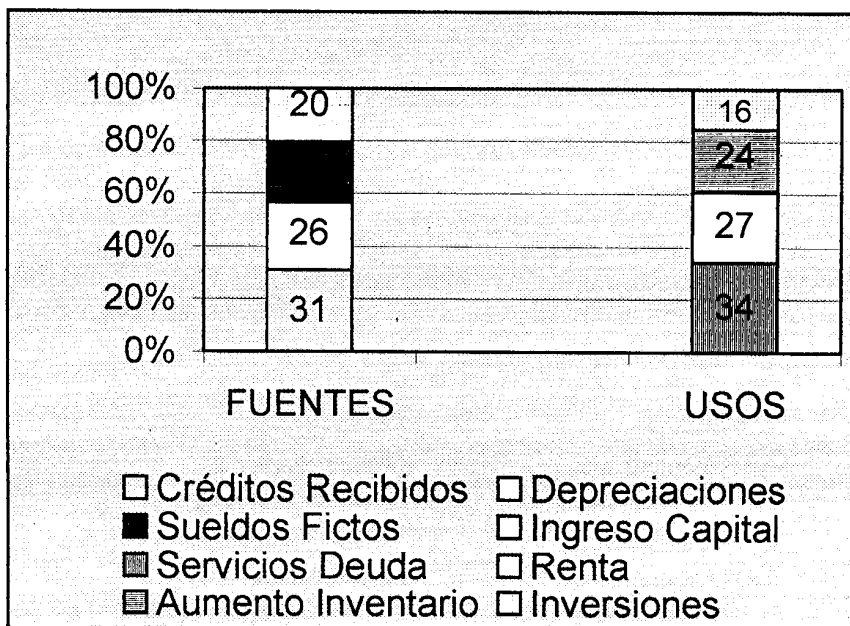 100%
80%
60%
40%
20%
0%
20
26
31
16
24
27
34
FUENTES
USOS
Créditos Recibidos
Depreciaciones
Sueldos Fictos
Ingreso Capital
Servicios Deuda
Renta
Aumento Inventario
Inversiones